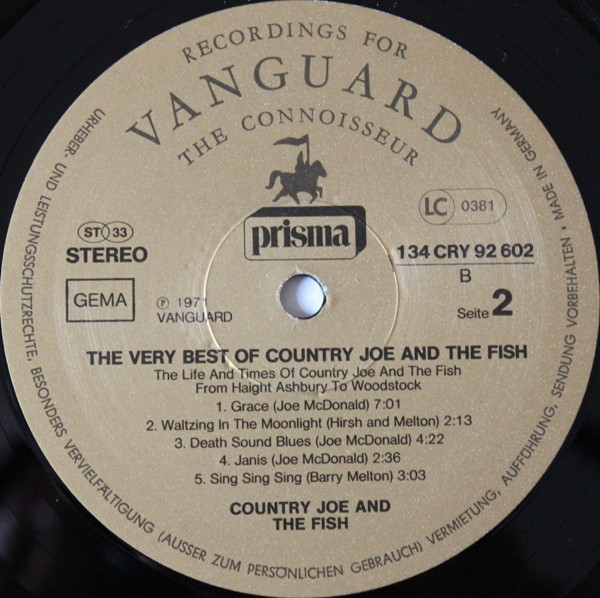 RECORDINGS FOR
VANGUARD
THE CONNOISSEUR
prisma
LC 0381
ST 33
STEREO
134 CRY 92 602
GEMA
B
℗ 1971
VANGUARD
Seite 2
THE VERY BEST OF COUNTRY JOE AND THE FISH
The Life And Times Of Country Joe And The Fish
From Haight Ashbury To Woodstock
1. Grace (Joe McDonald) 7:01
2. Waltzing In The Moonlight (Hirsh and Melton) 2:13
3. Death Sound Blues (Joe McDonald) 4:22
4. Janis (Joe McDonald) 2:36
5. Sing Sing Sing (Barry Melton) 3:03
COUNTRY JOE AND
THE FISH
URHEBER- UND LEISTUNGSSCHUTZRECHTE, BESONDERS VERVIELFÄLTIGUNG (AUSSER ZUM PERSÖNLICHEN GEBRAUCH) VERMIETUNG, AUFFÜHRUNG, SENDUNG VORBEHALTEN • MADE IN GERMANY